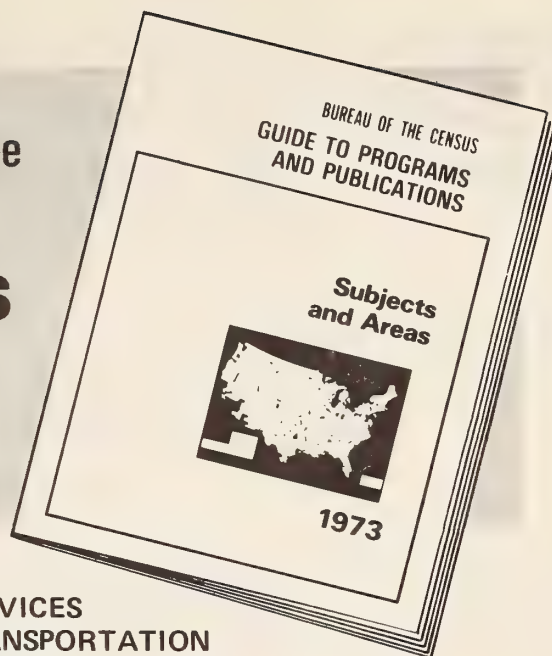 e
s
BUREAU OF THE CENSUS
GUIDE TO PROGRAMS
AND PUBLICATIONS
Subjects
and Areas
1973
VICES
NSPORTATION